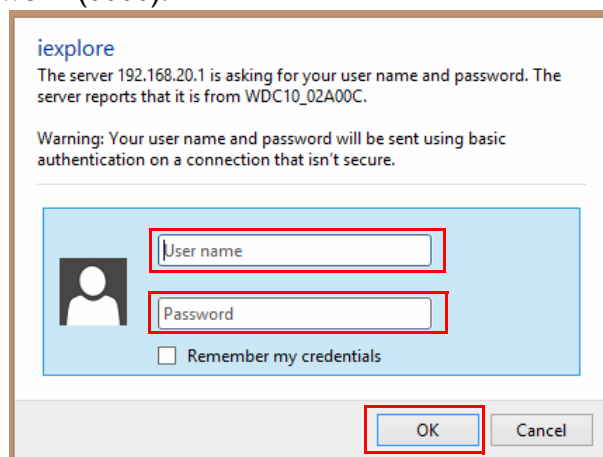 iexplore
The server 192.168.20.1 is asking for your user name and password. The
server reports that it is from WDC10_02A00C.
Warning: Your user name and password will be sent using basic
authentication on a connection that isn't secure.
User name
Password
Remember my credentials
OK
Cancel